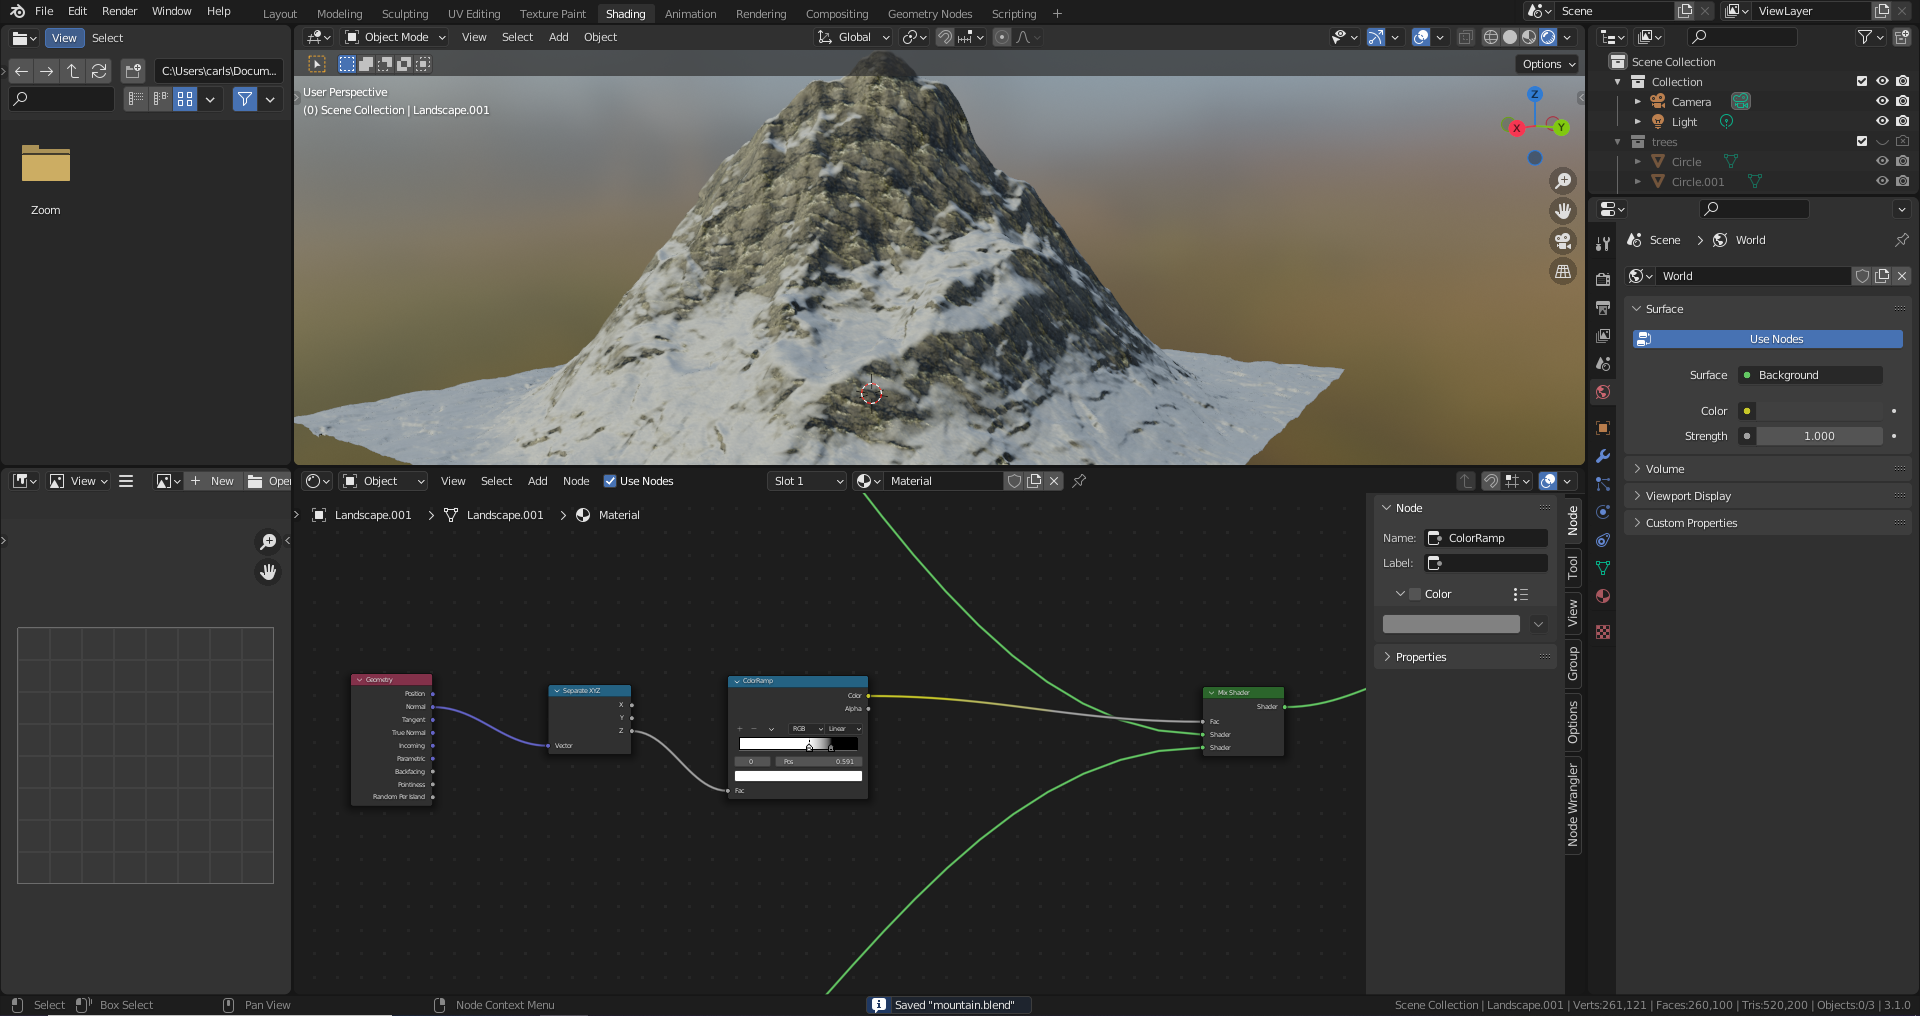 File Edit Render Window Help
Layout Modeling Sculpting UV Editing Texture Paint Shading Animation Rendering Compositing Geometry Nodes Scripting +
Scene ViewLayer
View Select
Object Mode View Select Add Object Global
C:\Users\carls\Docum...
Options
User Perspective
(0) Scene Collection | Landscape.001
Z
X Y
Zoom
Scene Collection
Collection
Camera
Light
trees
Circle
Circle.001
Scene > World
World
Surface
Use Nodes
Surface Background
Color
Strength 1.000
Volume
Viewport Display
Custom Properties
View + New Open
Object View Select Add Node Use Nodes Slot 1 Material
Landscape.001 > Landscape.001 > Material
Geometry
Position
Normal
Tangent
True Normal
Incoming
Parametric
Backfacing
Pointiness
Random Per Island
Separate XYZ
X
Y
Z
Vector
ColorRamp
Color
Alpha
RGB Linear
0 Pos 0.591
Fac
Mix Shader
Shader
Fac
Shader
Shader
Node
Name: ColorRamp
Label:
Color
Properties
Node
Tool
View
Group
Options
Node Wrangler
Select Box Select Pan View Node Context Menu
Saved "mountain.blend"
Scene Collection | Landscape.001 | Verts:261,121 | Faces:260,100 | Tris:520,200 | Objects:0/3 | 3.1.0